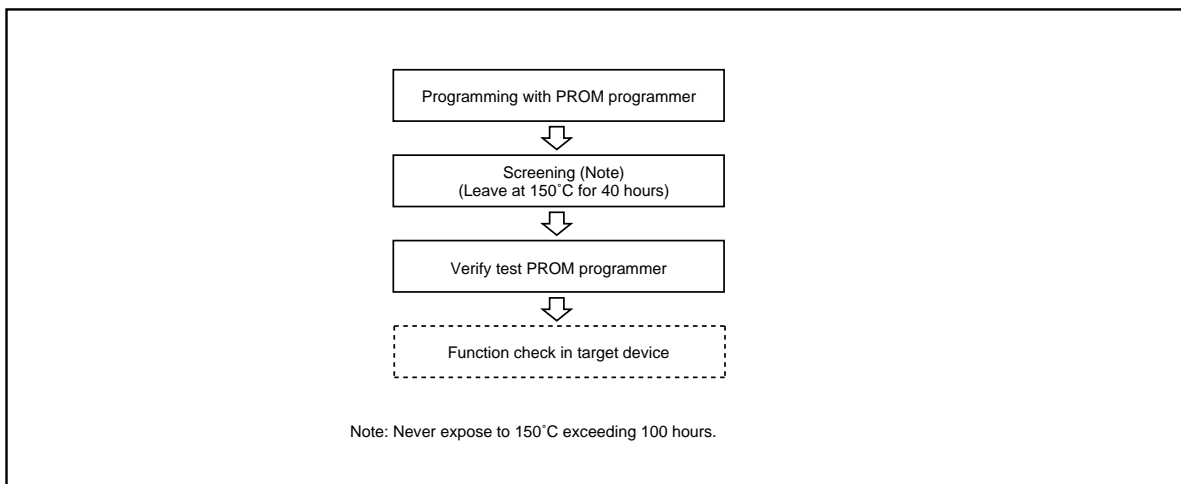 Programming with PROM programmer
Screening (Note)
(Leave at 150˚C for 40 hours)
Verify test PROM programmer
Function check in target device
Note: Never expose to 150˚C exceeding 100 hours.